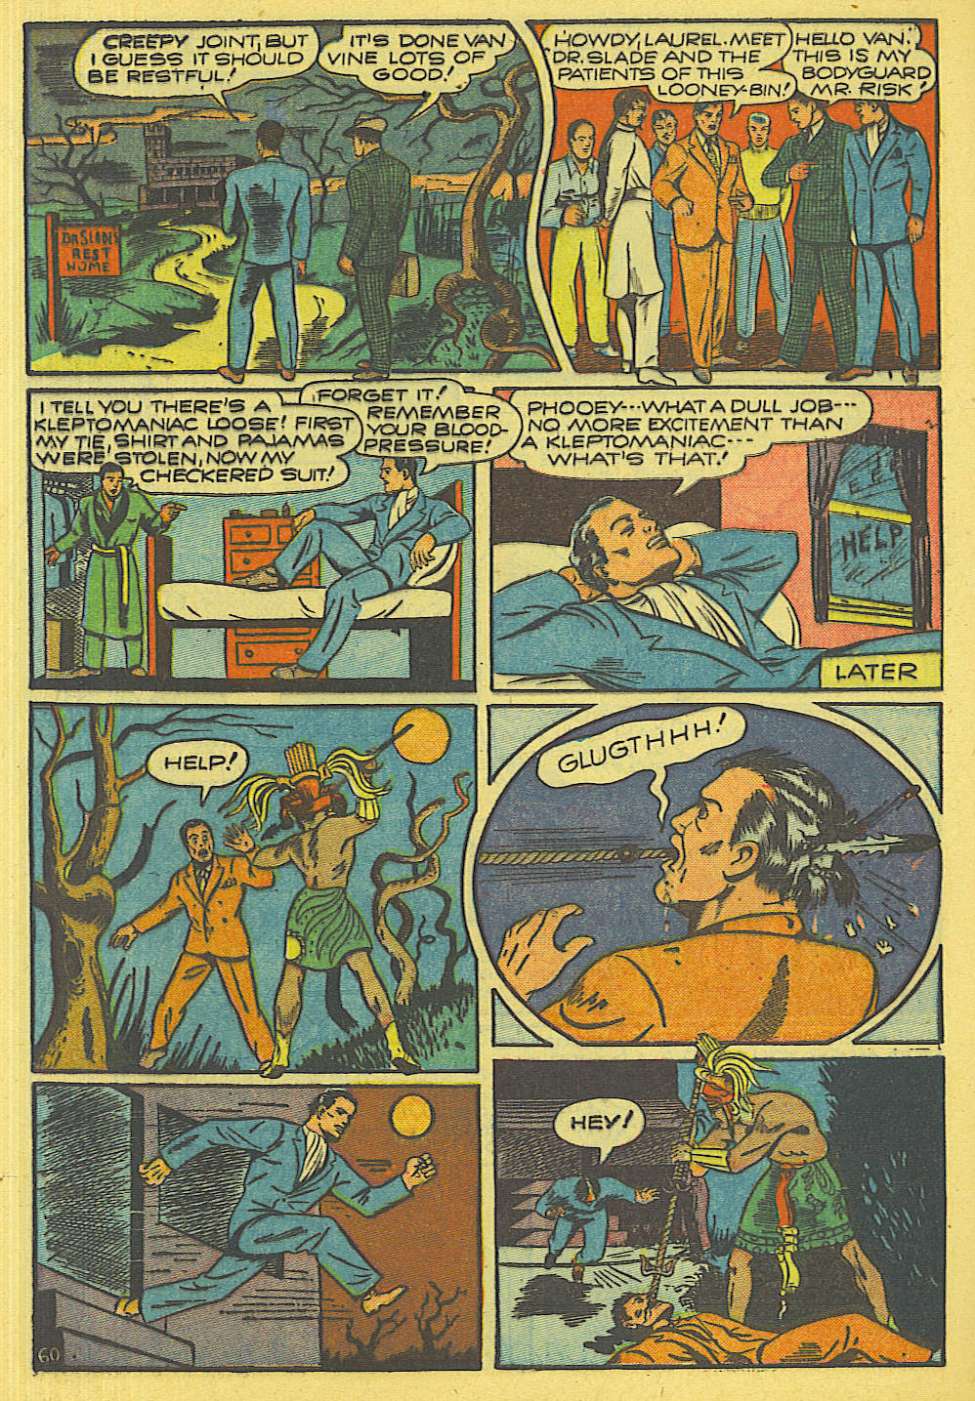 CREEPY JOINT, BUT
I GUESS IT SHOULD
BE RESTFUL!
IT'S DONE VAN
VINE LOTS OF
GOOD!
DR. SLADE'S
REST
HOME
HOWDY, LAUREL. MEET
DR. SLADE AND THE
PATIENTS OF THIS
LOONEY-BIN!
HELLO VAN.
THIS IS MY
BODYGUARD
MR. RISK!
I TELL YOU THERE'S A
KLEPTOMANIAC LOOSE! FIRST
MY TIE, SHIRT AND PAJAMAS
WERE STOLEN, NOW MY
CHECKERED SUIT!
FORGET IT!
REMEMBER
YOUR BLOOD-
PRESSURE!
PHOOEY---WHAT A DULL JOB---
NO MORE EXCITEMENT THAN
A KLEPTOMANIAC---
WHAT'S THAT!
HELP
LATER
HELP!
GLUGTHHHH!
HEY!
60